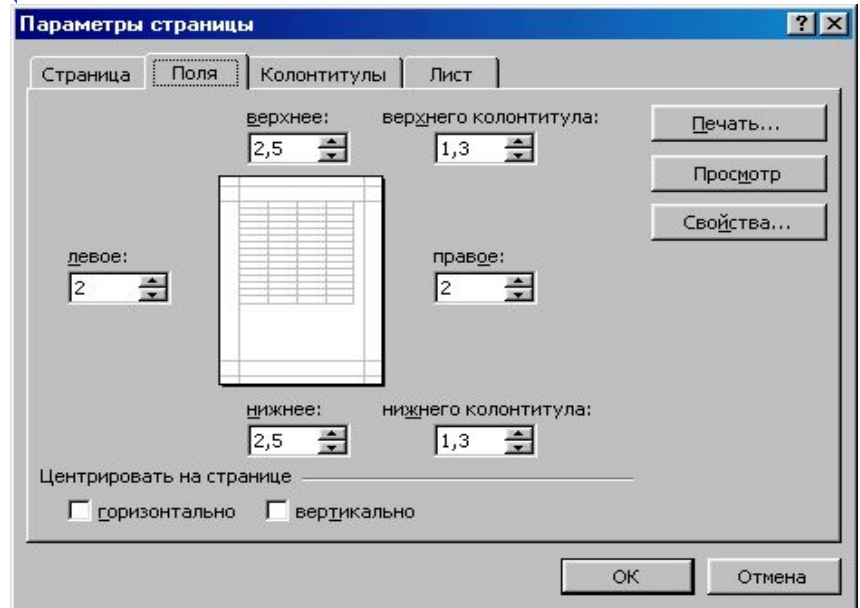 Параметры страницы
Страница Поля Колонтитулы Лист
верхнее: верхнего колонтитула:
2,5 1,3
Печать...
Просмотр
Свойства...
левое: правое:
2 2
нижнее: нижнего колонтитула:
2,5 1,3
Центрировать на странице
горизонтально вертикально
ОК Отмена